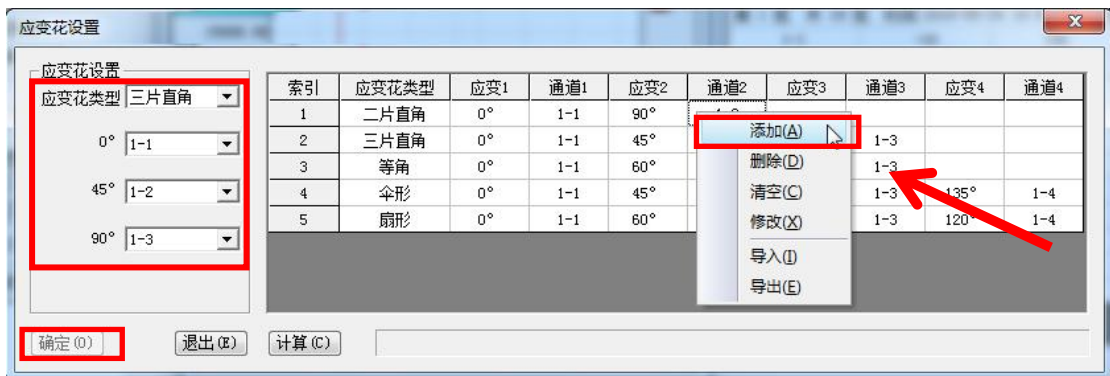 应变花设置
应变花设置
应变花类型 三片直角
0° 1-1
45° 1-2
90° 1-3
索引 应变花类型 应变1 通道1 应变2 通道2 应变3 通道3 应变4 通道4
1 二片直角 0° 1-1 90°
2 三片直角 0° 1-1 45° 1-3
3 等角 0° 1-1 60° 1-3
4 伞形 0° 1-1 45° 1-3 135° 1-4
5 扇形 0° 1-1 60° 1-3 120° 1-4
添加(A)
删除(D)
清空(C)
修改(X)
导入(I)
导出(E)
确定(O) 退出(E) 计算(C)